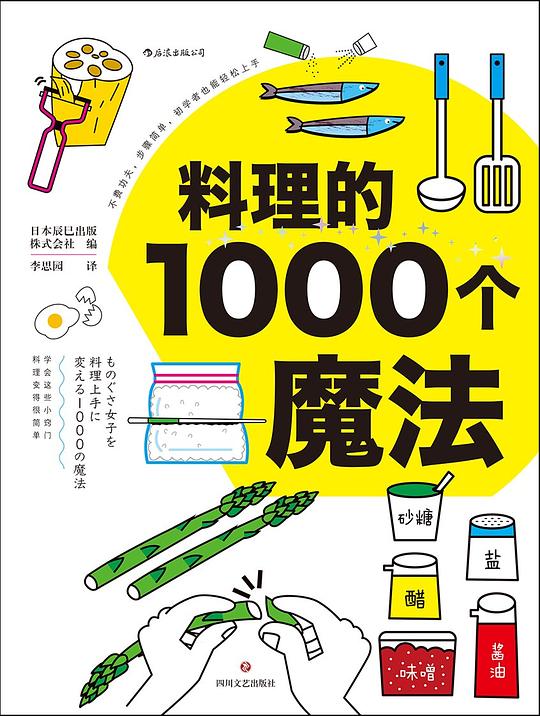 后浪出版公司
不费功夫，步骤简单，初学者也能轻松上手
料理的
1000个
魔法
日本辰巳出版
株式会社 编
李思园 译
ものぐさ女子を
料理上手に
変える1000の魔法
学会这些小窍门
料理变得很简单
砂糖
盐
醋
酱油
味噌
四川文艺出版社